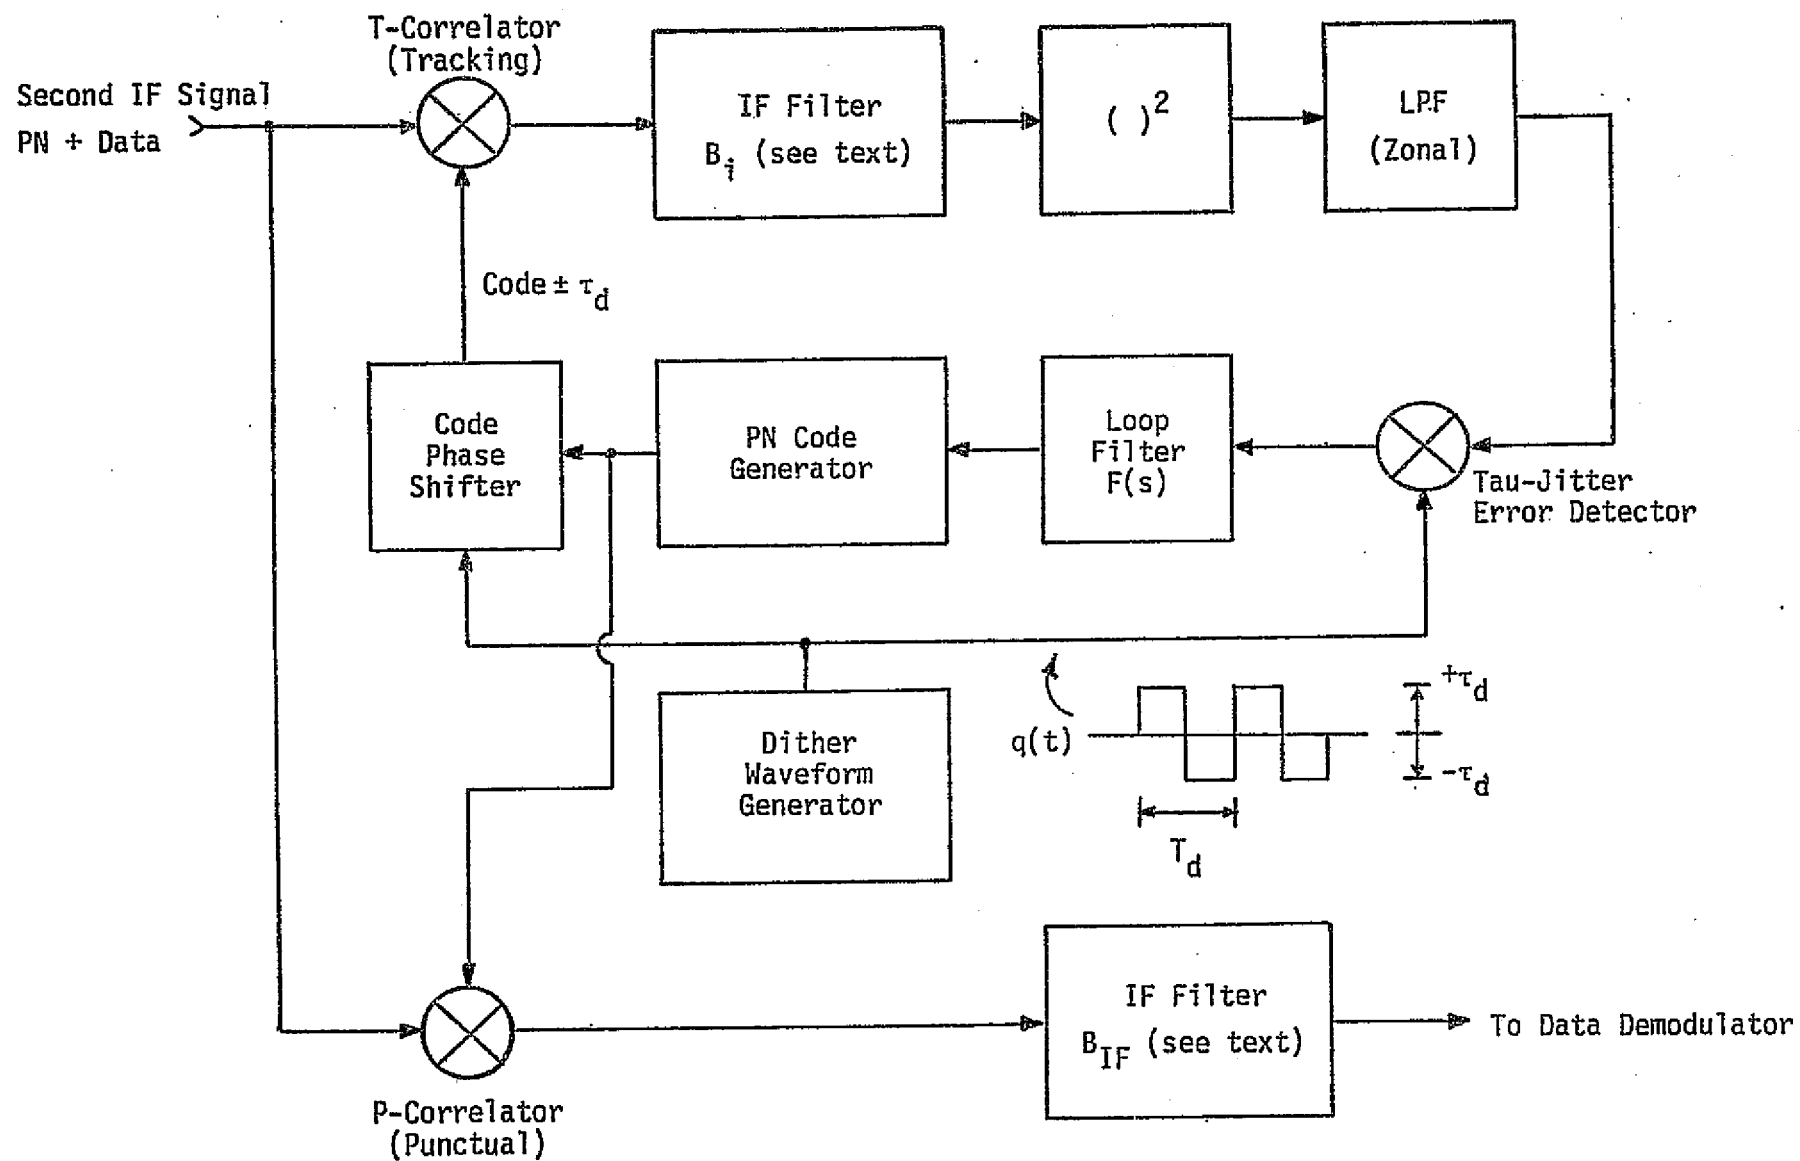 T-Correlator
(Tracking)
Second IF Signal
PN + Data
IF Filter
B_i (see text)
( )²
LPF
(Zonal)
Code ± τ_d
Code
Phase
Shifter
PN Code
Generator
Loop
Filter
F(s)
Tau-Jitter
Error Detector
Dither
Waveform
Generator
q(t)
+τ_d
-τ_d
T_d
IF Filter
B_IF (see text)
To Data Demodulator
P-Correlator
(Punctual)